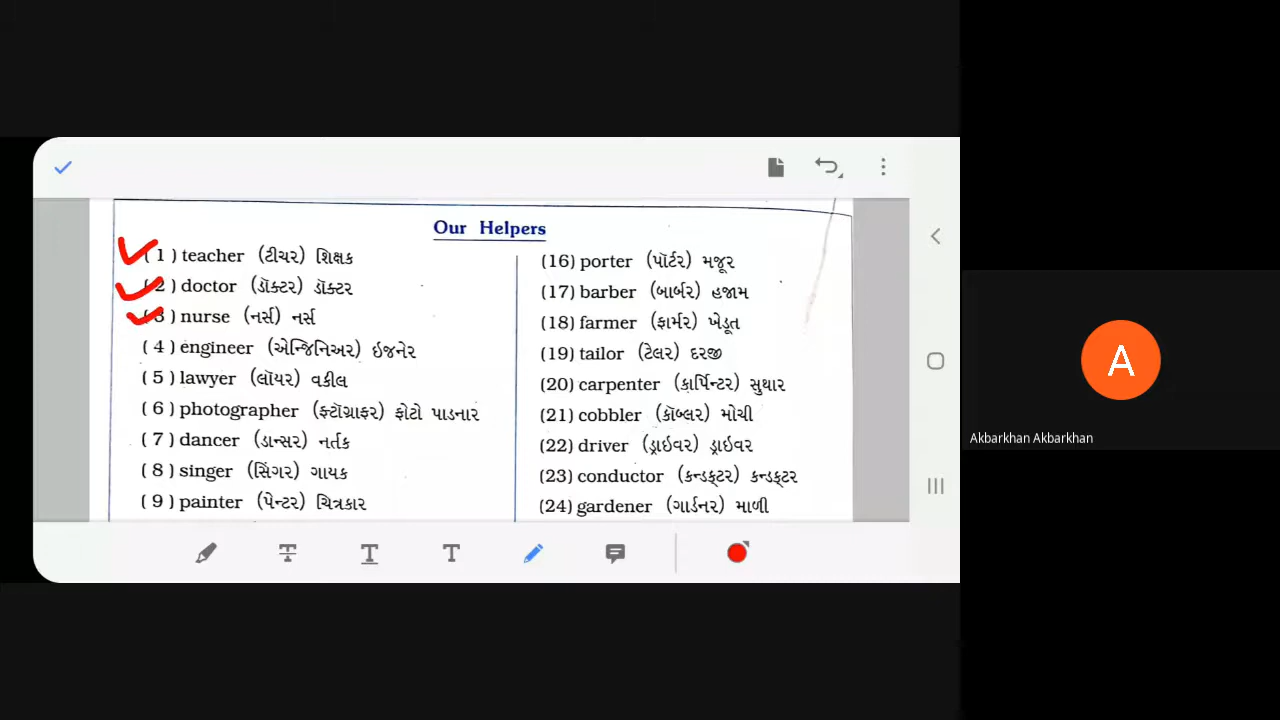 Our Helpers
( 1 ) teacher (ટીચર) શિક્ષક
( 2 ) doctor (ડૉક્ટર) ડૉક્ટર
( 3 ) nurse (નર્સ) નર્સ
( 4 ) engineer (એન્જિનિઅર) ઇજનેર
( 5 ) lawyer (લૉયર) વકીલ
( 6 ) photographer (ફટૉગ્રાફર) ફોટો પાડનાર
( 7 ) dancer (ડાન્સર) નર્તક
( 8 ) singer (સિંગર) ગાયક
( 9 ) painter (પેન્ટર) ચિત્રકાર
(16) porter (પૉર્ટર) મજૂર
(17) barber (બાર્બર) હજામ
(18) farmer (ફાર્મર) ખેડૂત
(19) tailor (ટેલર) દરજી
(20) carpenter (કાર્પિન્ટર) સુથાર
(21) cobbler (કૉબ્લર) મોચી
(22) driver (ડ્રાઇવર) ડ્રાઇવર
(23) conductor (કન્ડક્ટર) કન્ડક્ટર
(24) gardener (ગાર્ડનર) માળી
A
Akbarkhan Akbarkhan